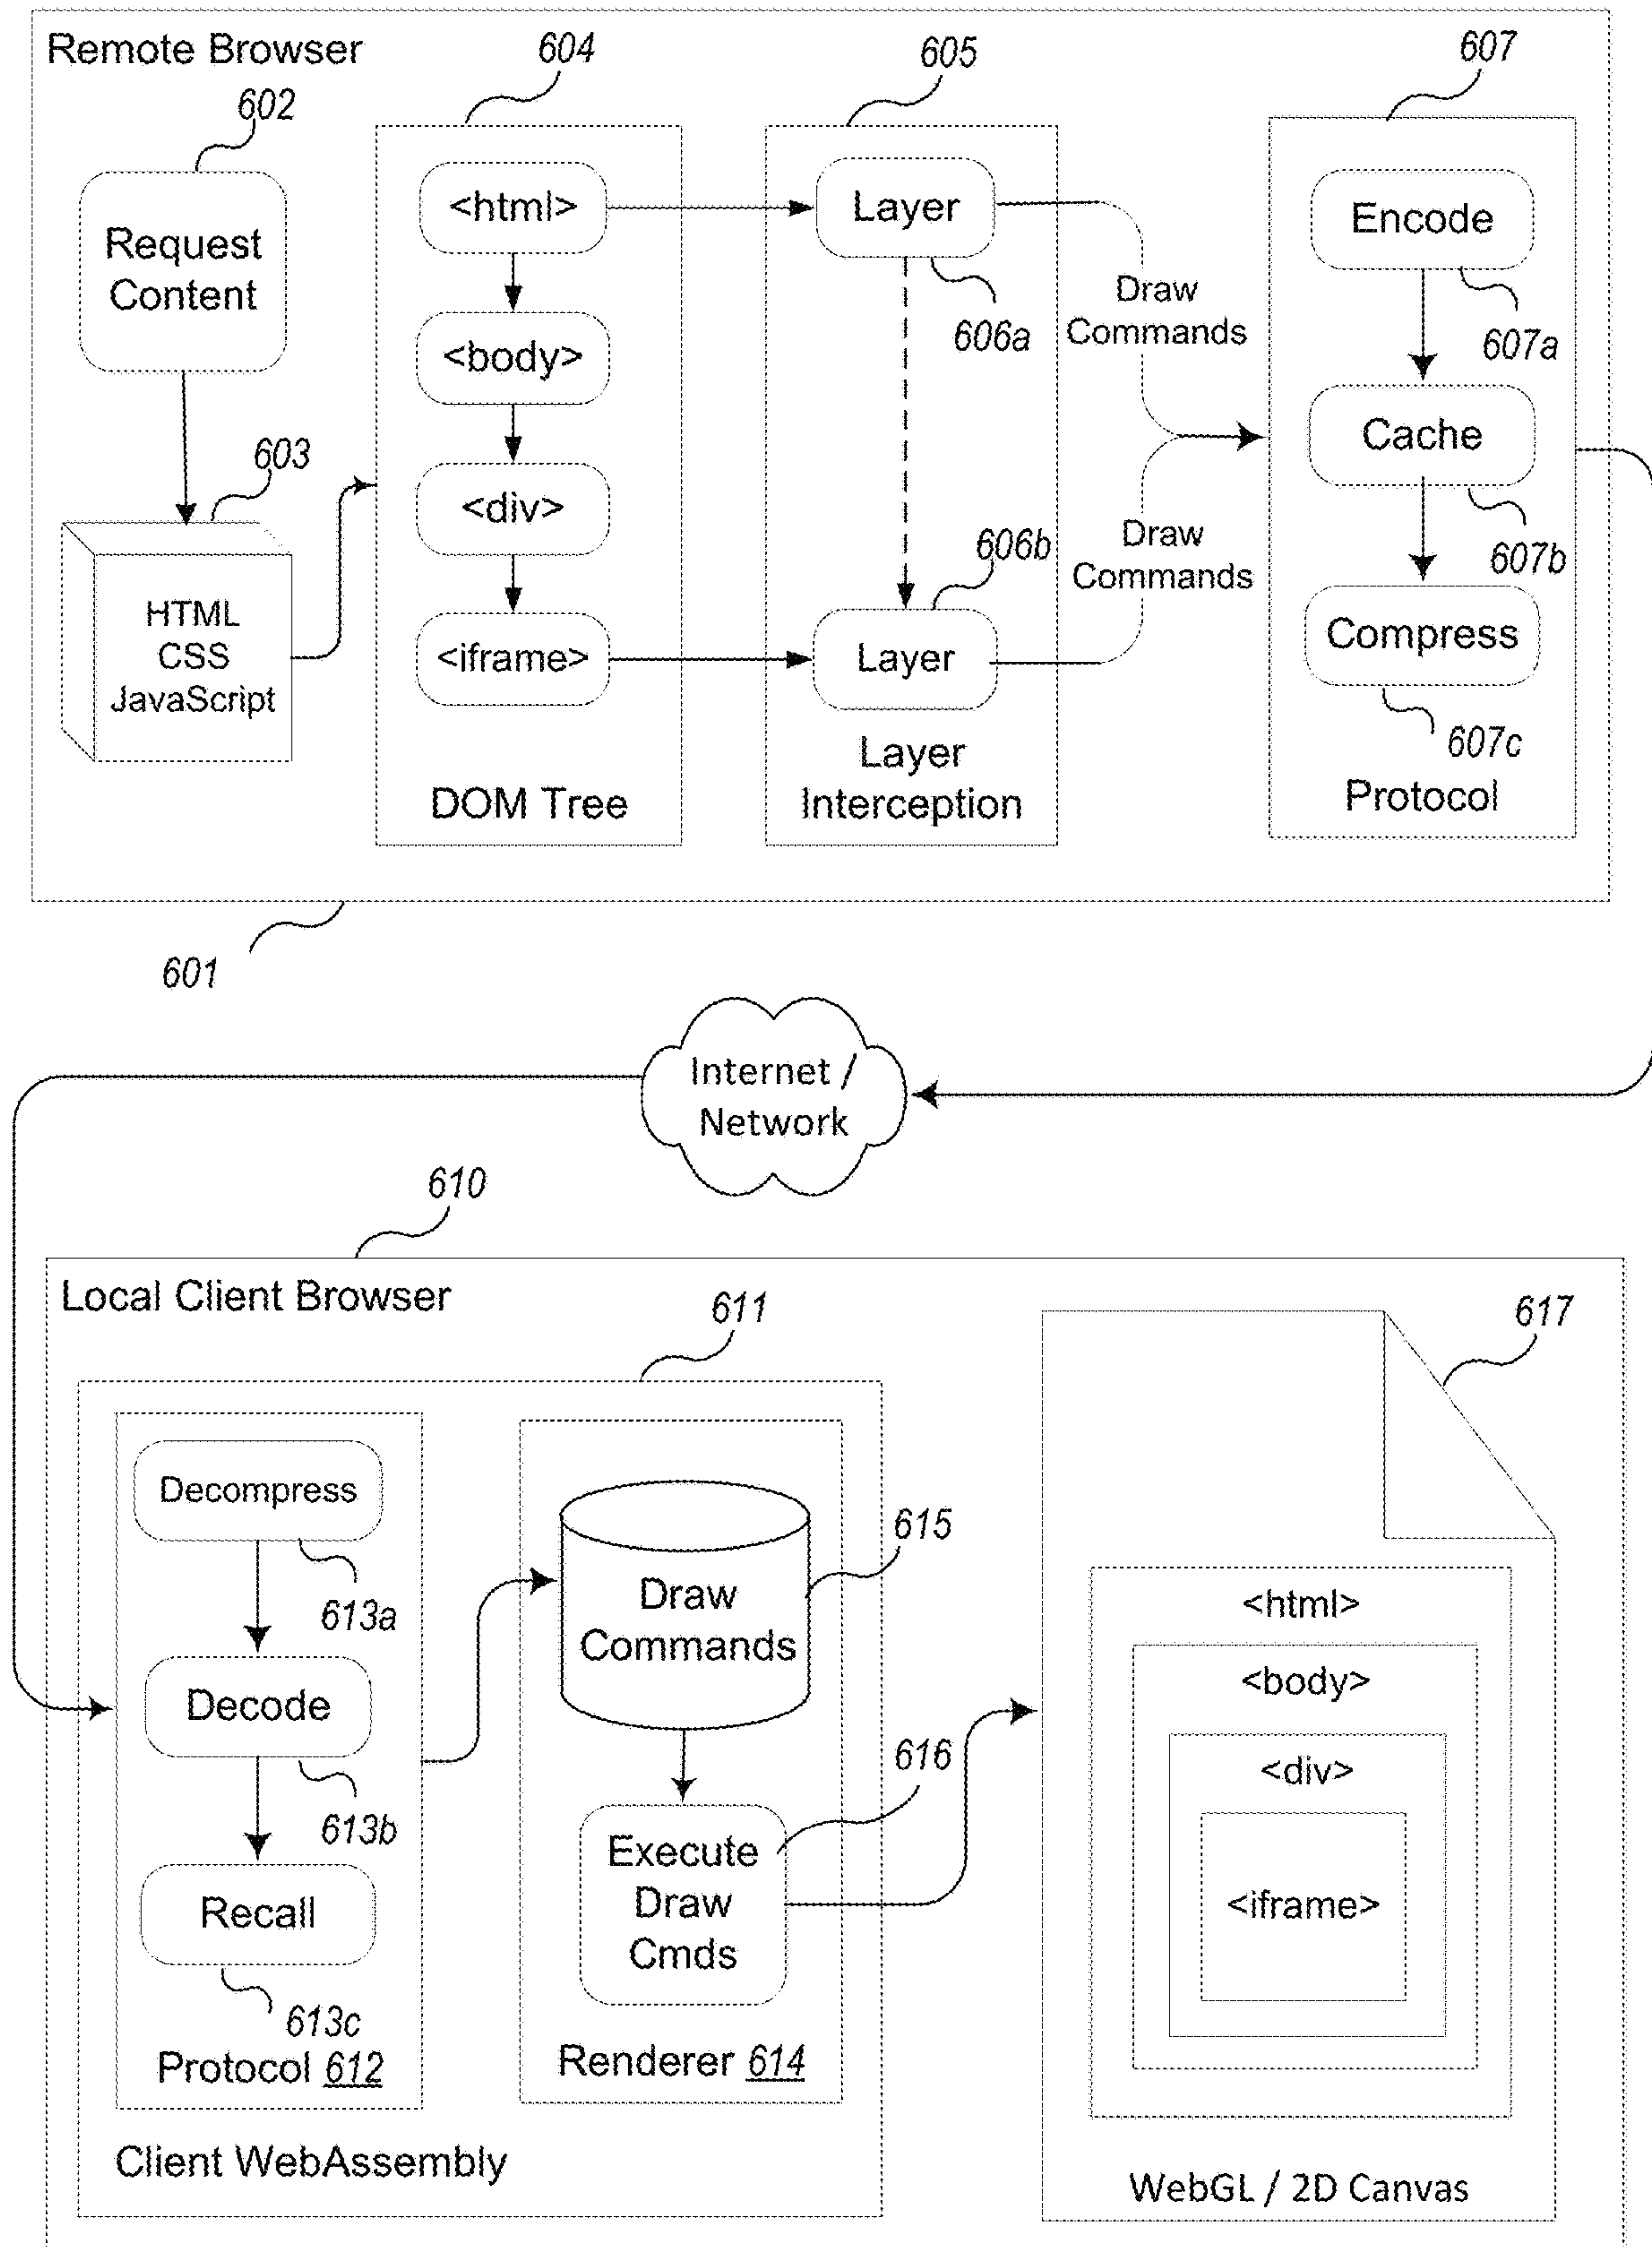 Remote Browser
602
604
605
607
Request
Content
603
HTML
CSS
JavaScript
<html>
<body>
<div>
<iframe>
DOM Tree
Layer
606a
606b
Layer
Layer
Interception
Draw
Commands
Draw
Commands
Encode
607a
Cache
607b
Compress
607c
Protocol
601
Internet /
Network
610
Local Client Browser
611
617
Decompress
613a
Decode
613b
Recall
613c
Protocol 612
Draw
Commands
615
616
Execute
Draw
Cmds
Renderer 614
Client WebAssembly
<html>
<body>
<div>
<iframe>
WebGL / 2D Canvas